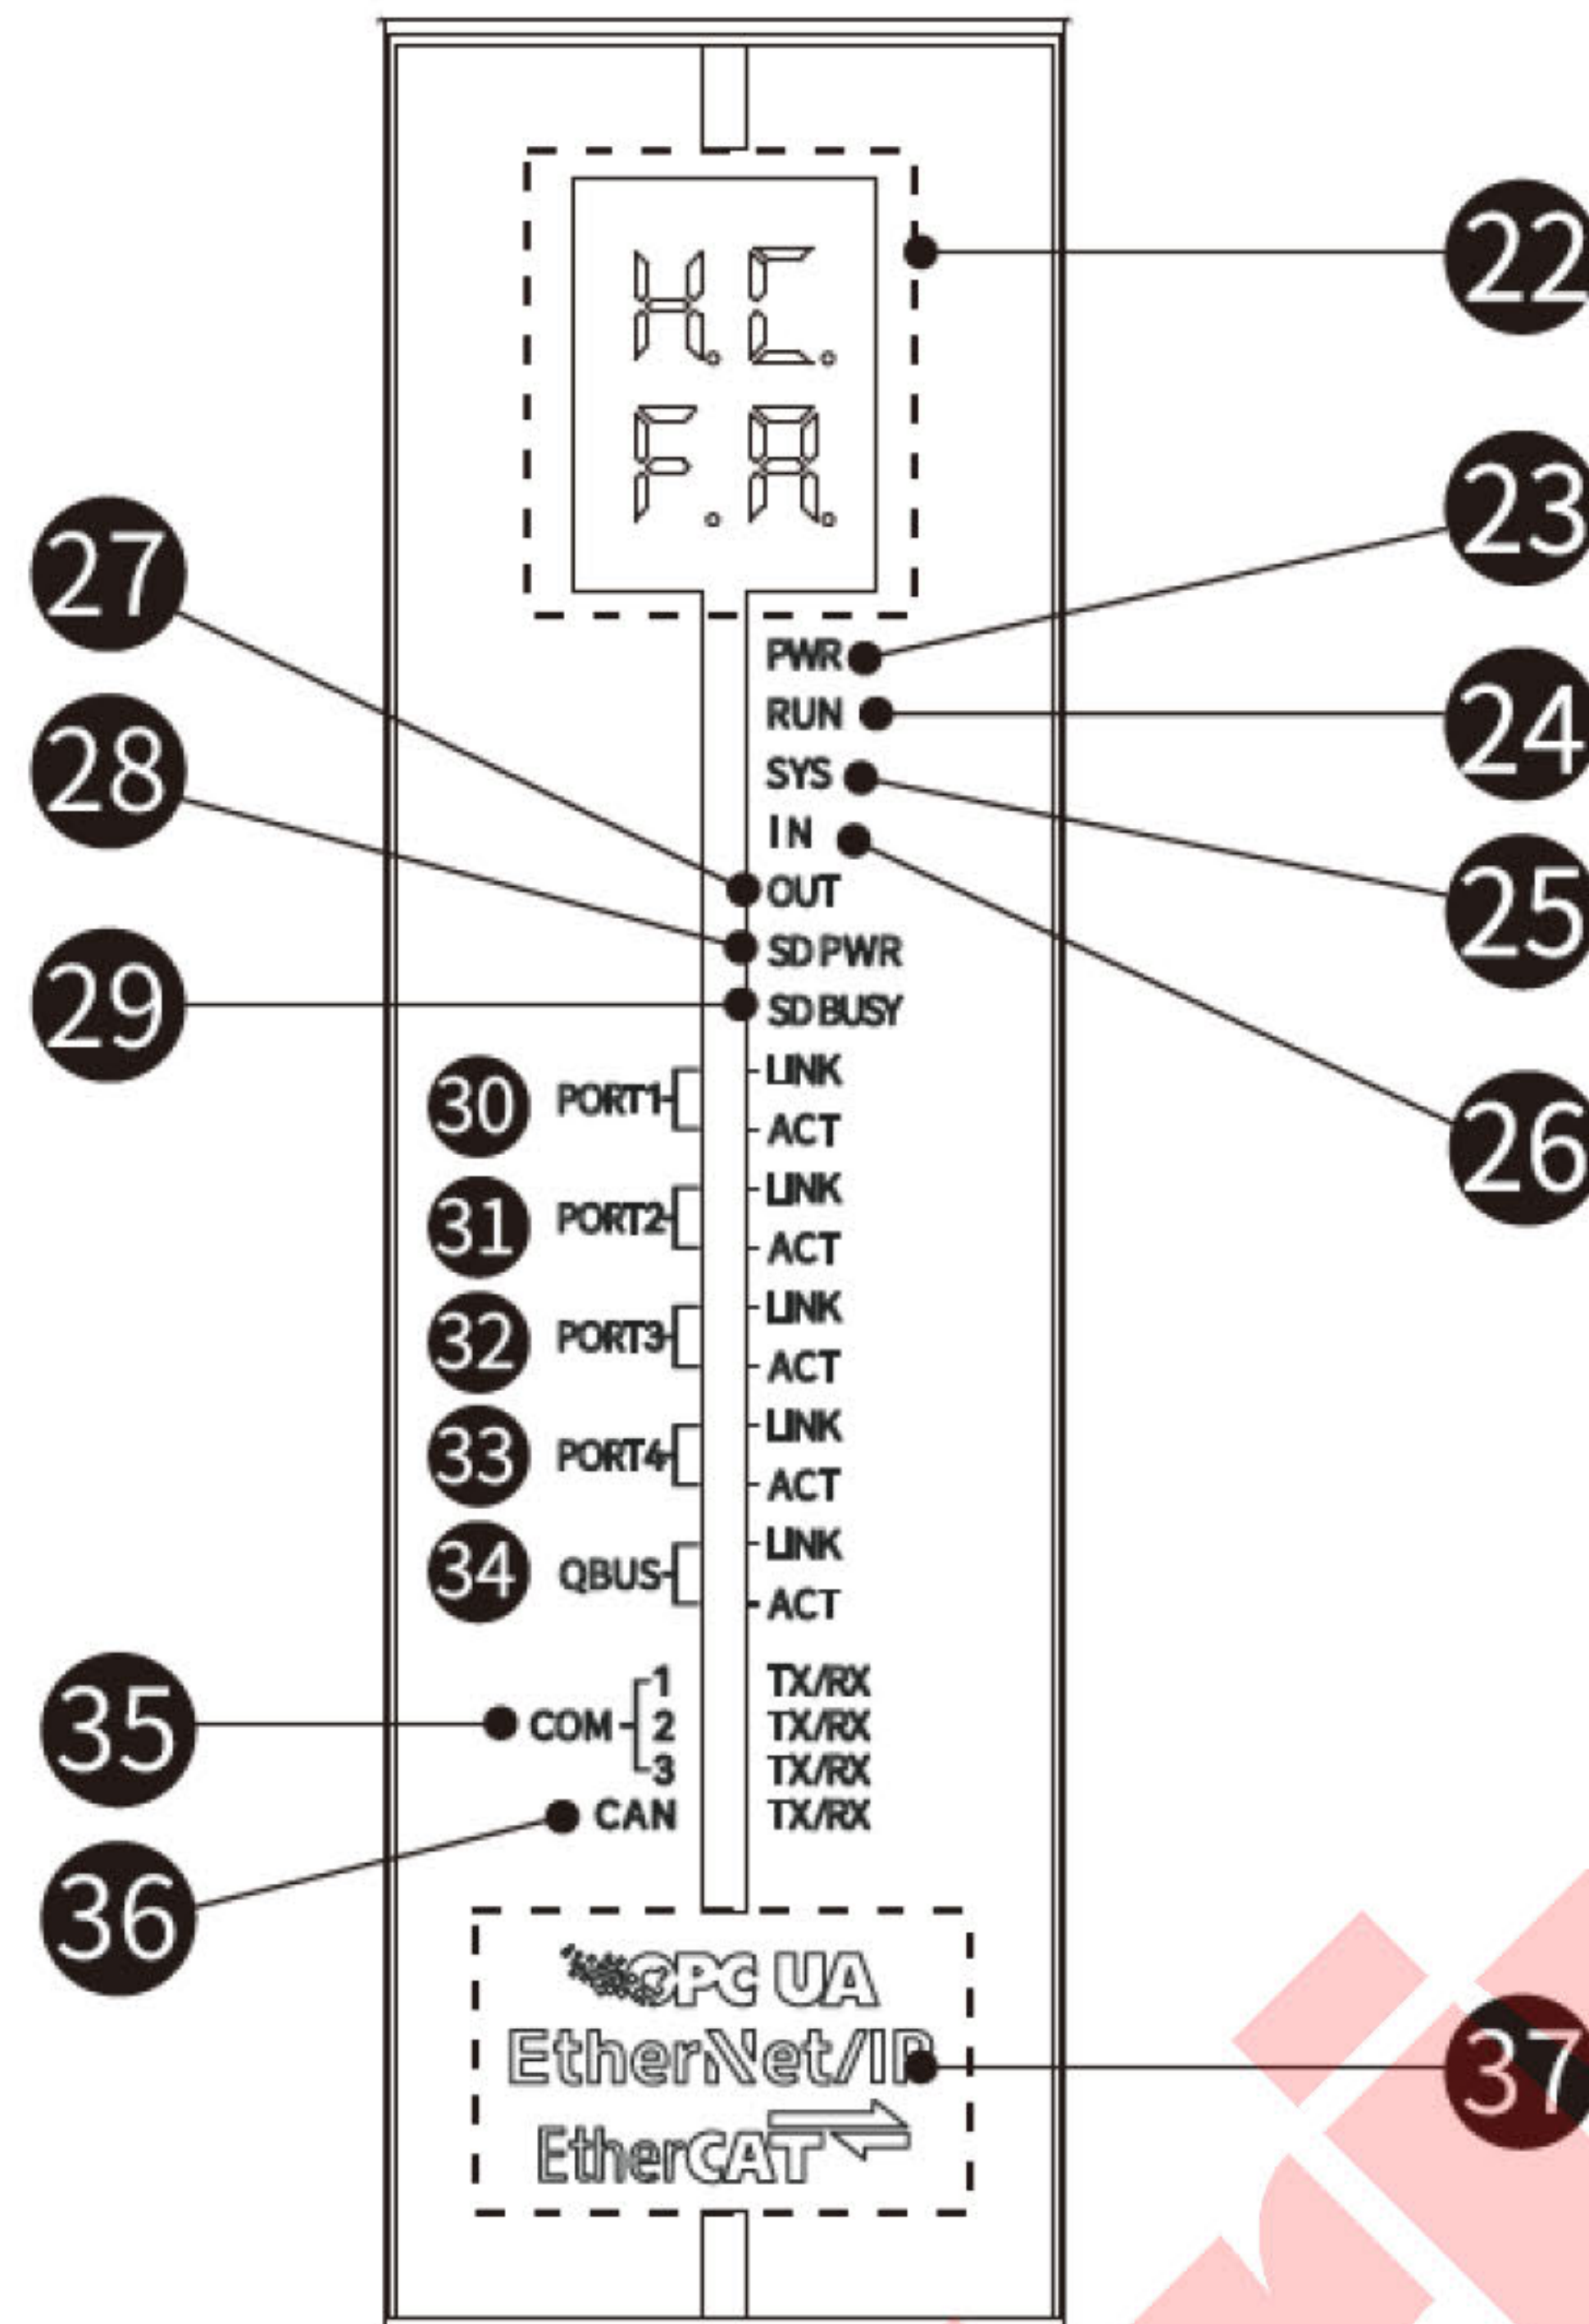 H.C.
F.A.
22
23
24
25
26
27
28
29
PWR
RUN
SYS
IN
OUT
SD PWR
SD BUSY
30 PORT1 LINK
ACT
31 PORT2 LINK
ACT
32 PORT3 LINK
ACT
33 PORT4 LINK
ACT
34 QBUS LINK
ACT
35 COM 1 TX/RX
2 TX/RX
3 TX/RX
36 CAN TX/RX
OPC UA
EtherNet/IP
37
EtherCAT